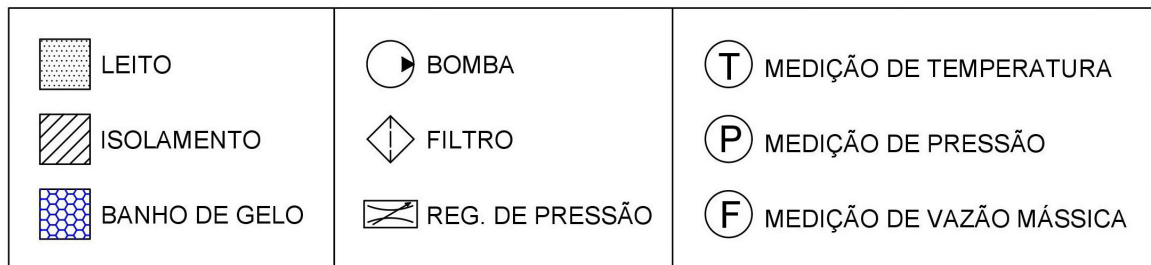 LEITO
ISOLAMENTO
BANHO DE GELO
BOMBA
FILTRO
REG. DE PRESSÃO
T MEDIÇÃO DE TEMPERATURA
P MEDIÇÃO DE PRESSÃO
F MEDIÇÃO DE VAZÃO MÁSSICA